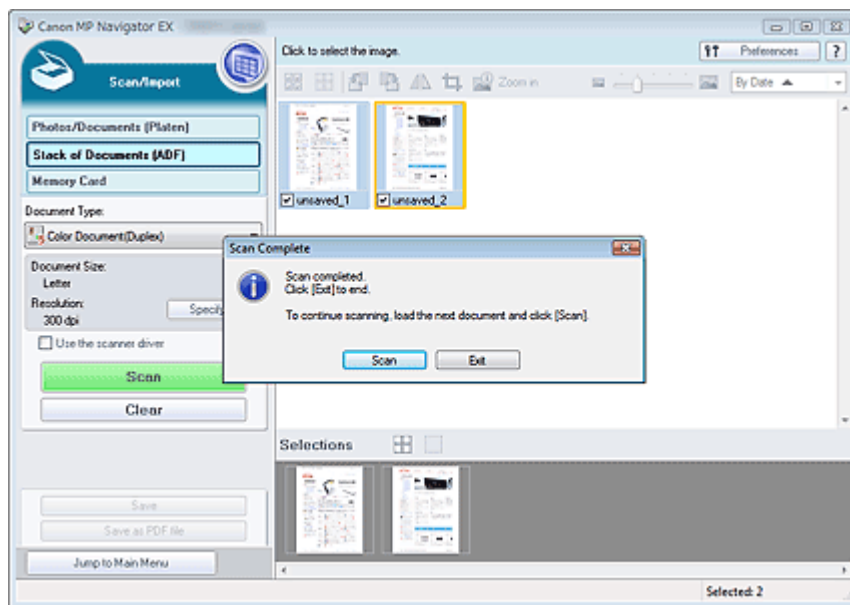 Canon MP Navigator EX
Scan/Import
Click to select the image.
Preferences
?
Zoom in
By Date
Photos/Documents (Platen)
Stack of Documents (ADF)
Memory Card
unsaved_1
unsaved_2
Document Type:
Color Document(Duplex)
Document Size:
Letter
Resolution:
300 dpi
Use the scanner driver
Scan
Clear
Scan Complete
Scan completed.
Click [Exit] to end.
To continue scanning, load the next document and click [Scan].
Scan
Exit
Selections
Save
Save as PDF file
Jump to Main Menu
Selected: 2